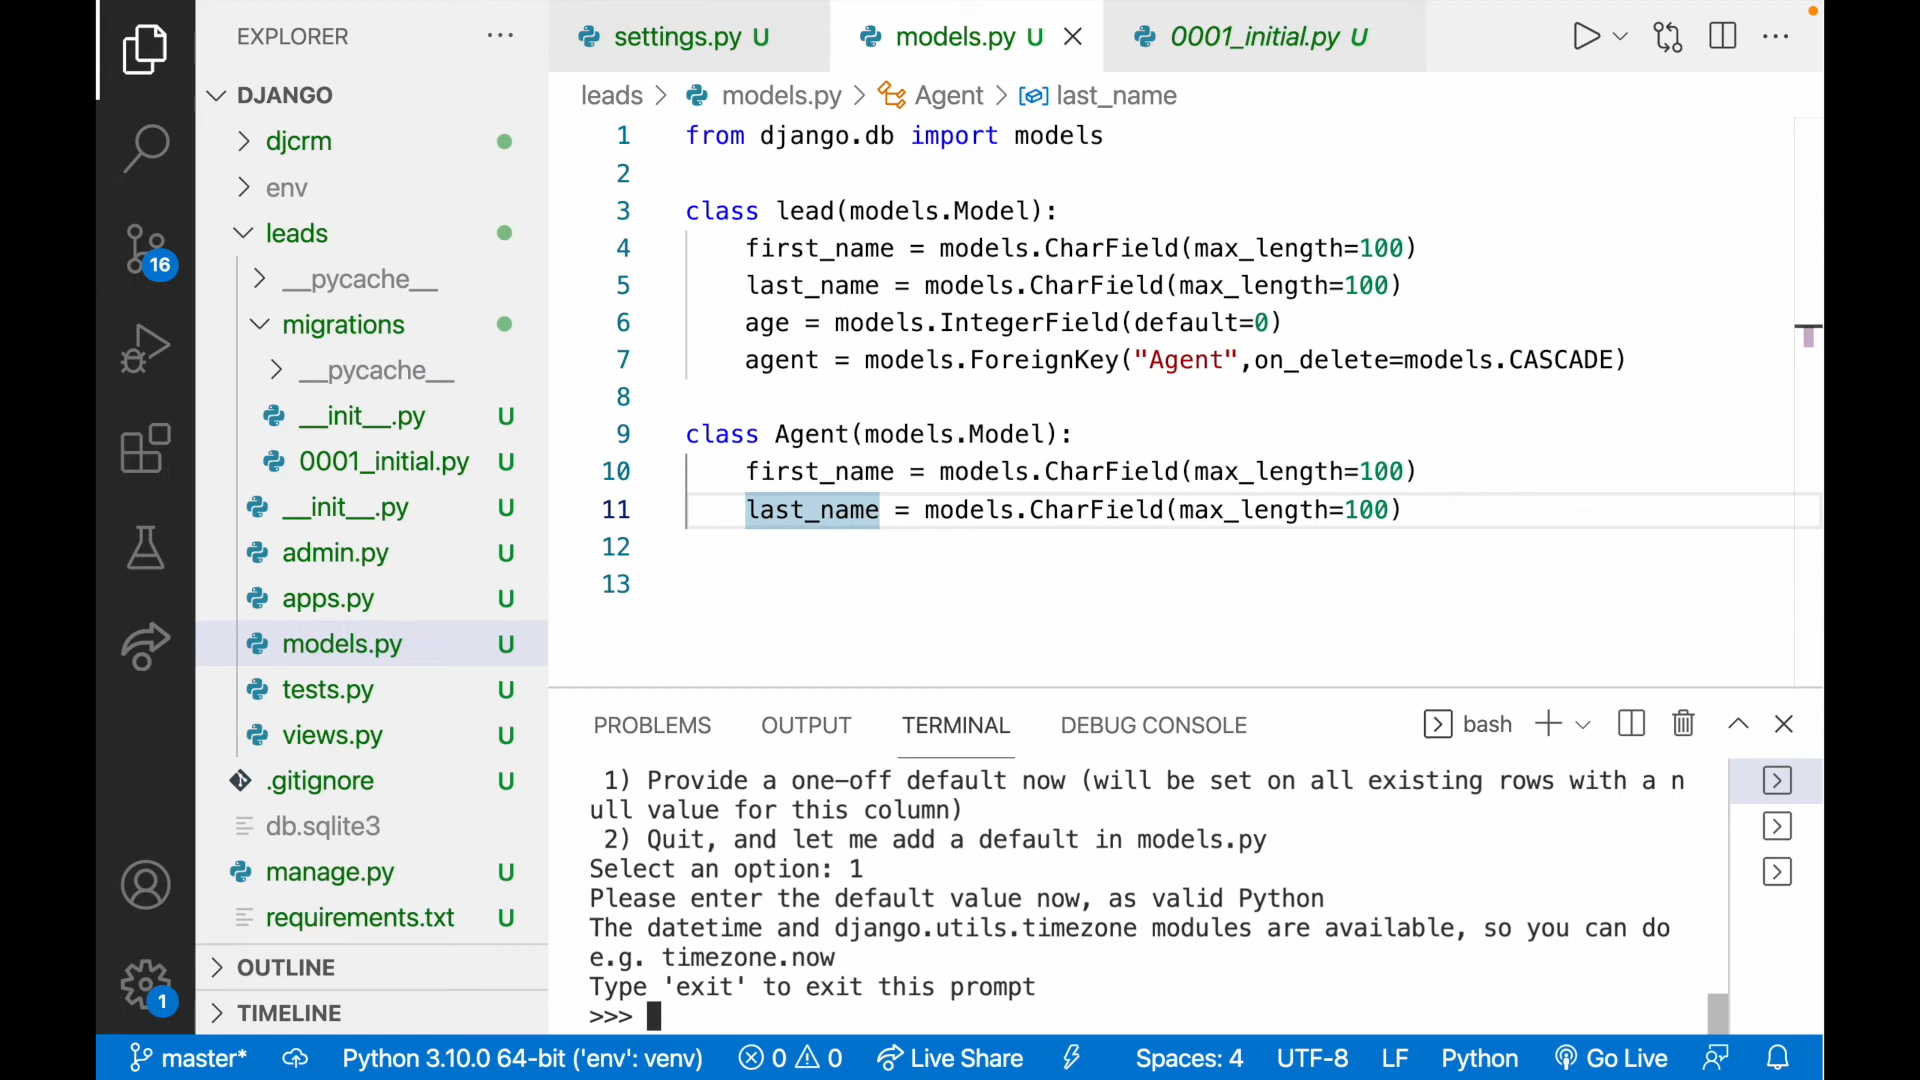 EXPLORER
DJANGO
djcrm
env
leads
__pycache__
migrations
__pycache__
__init__.py U
0001_initial.py U
__init__.py U
admin.py U
apps.py U
models.py U
tests.py U
views.py U
.gitignore U
db.sqlite3
manage.py U
requirements.txt U
OUTLINE
TIMELINE
16
1
settings.py U
models.py U
0001_initial.py U
leads > models.py > Agent > last_name
1 from django.db import models
2
3 class lead(models.Model):
4 first_name = models.CharField(max_length=100)
5 last_name = models.CharField(max_length=100)
6 age = models.IntegerField(default=0)
7 agent = models.ForeignKey("Agent",on_delete=models.CASCADE)
8
9 class Agent(models.Model):
10 first_name = models.CharField(max_length=100)
11 last_name = models.CharField(max_length=100)
12
13
PROBLEMS OUTPUT TERMINAL DEBUG CONSOLE bash
1) Provide a one-off default now (will be set on all existing rows with a n
ull value for this column)
2) Quit, and let me add a default in models.py
Select an option: 1
Please enter the default value now, as valid Python
The datetime and django.utils.timezone modules are available, so you can do
e.g. timezone.now
Type 'exit' to exit this prompt
>>>
master* Python 3.10.0 64-bit ('env': venv) 0 0 Live Share Spaces: 4 UTF-8 LF Python Go Live